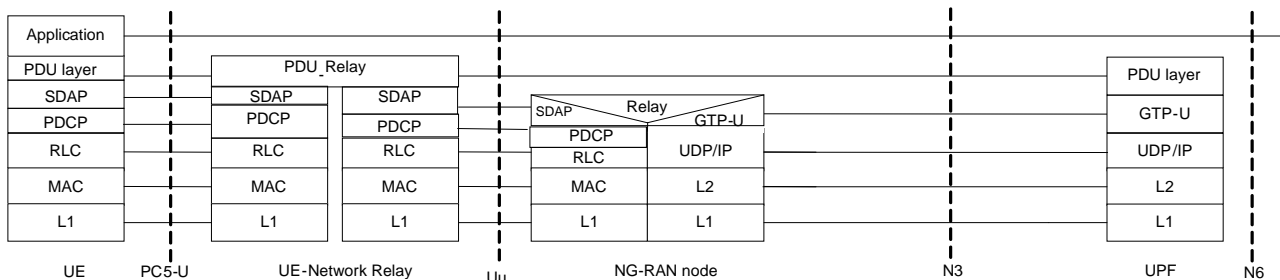 Application
PDU layer
SDAP
PDCP
RLC
MAC
L1
UE
PC5-U
PDU_Relay
SDAP
PDCP
RLC
MAC
L1
SDAP
PDCP
RLC
MAC
L1
UE-Network Relay
Uu
SDAP
Relay
GTP-U
PDCP
RLC
MAC
L1
UDP/IP
L2
L1
NG-RAN node
N3
PDU layer
GTP-U
UDP/IP
L2
L1
UPF
N6